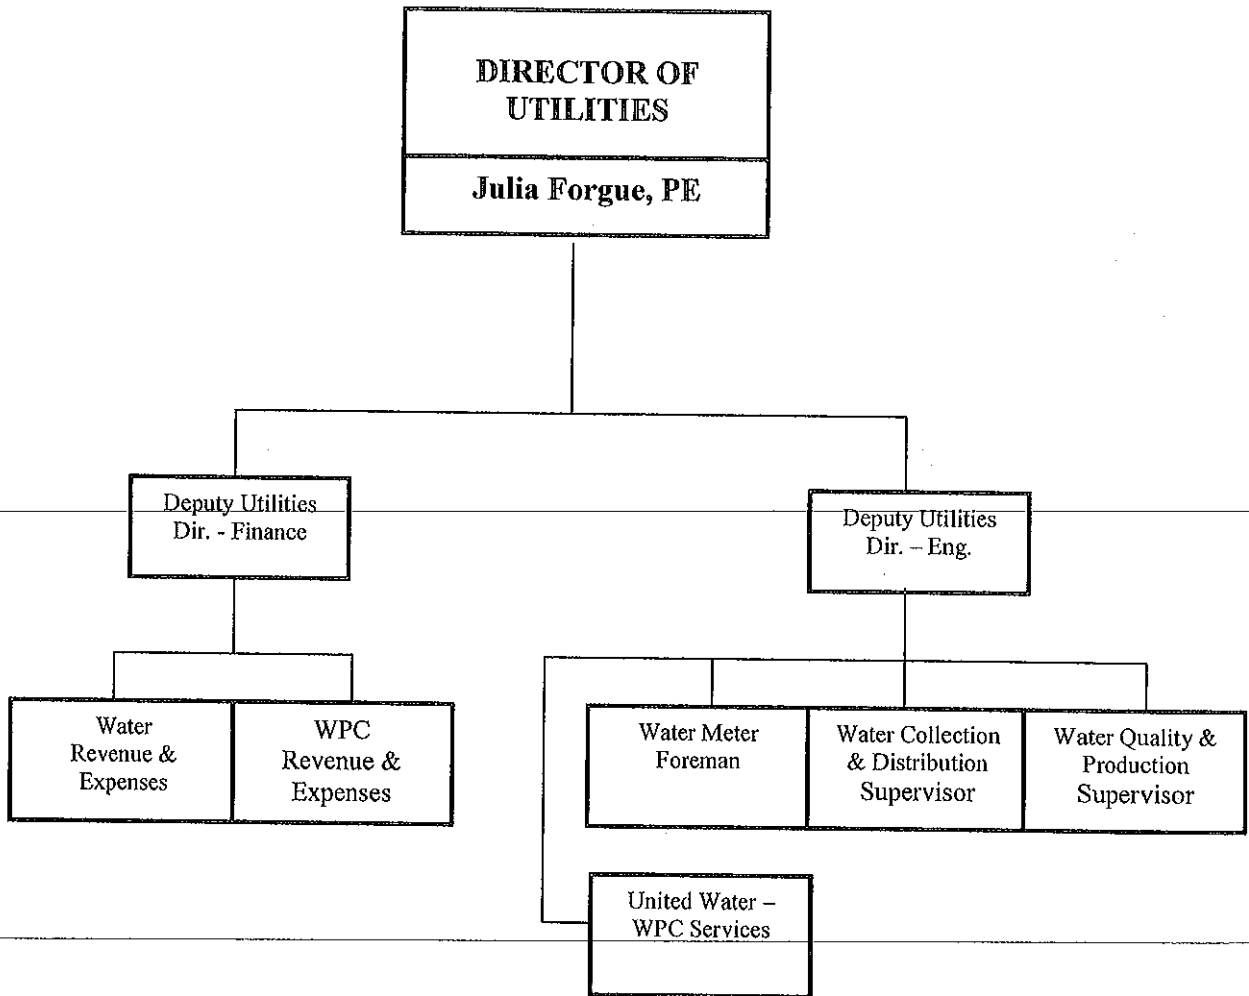 DIRECTOR OF
UTILITIES
Julia Forgue, PE
Deputy Utilities
Dir. - Finance
Deputy Utilities
Dir. – Eng.
Water
Revenue &
Expenses
WPC
Revenue &
Expenses
Water Meter
Foreman
Water Collection
& Distribution
Supervisor
Water Quality &
Production
Supervisor
United Water –
WPC Services